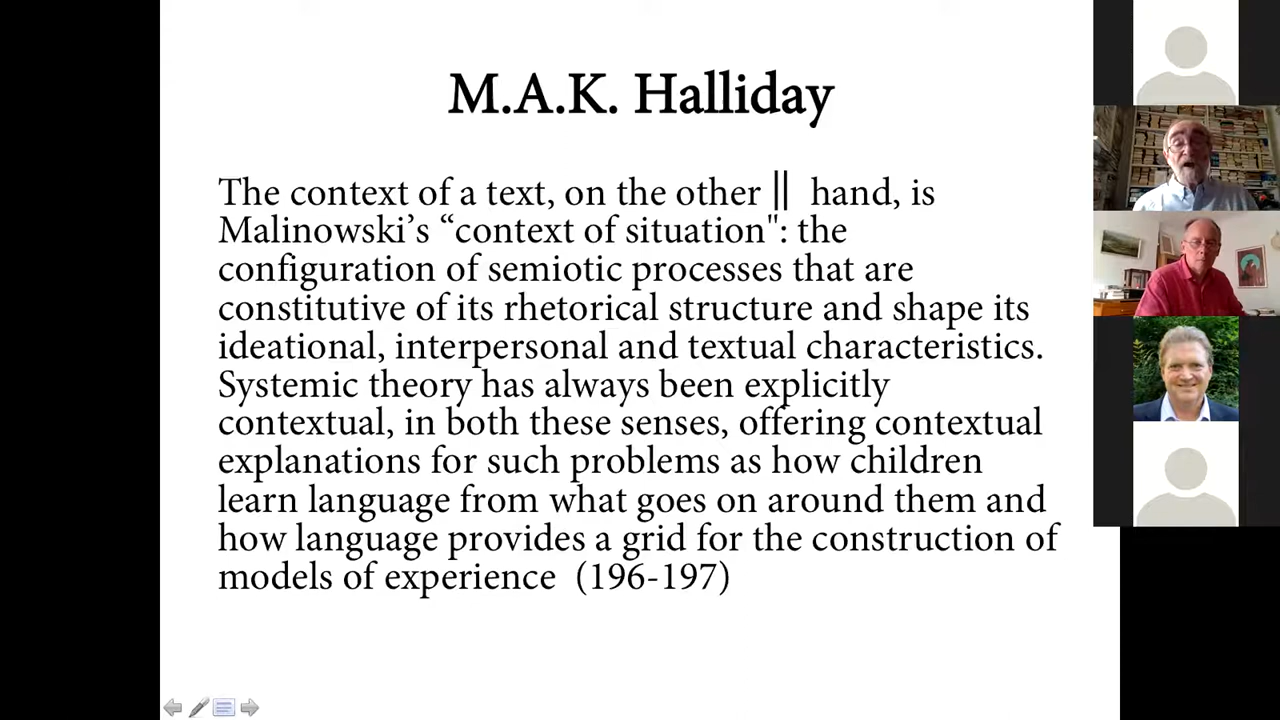 M.A.K. Halliday
The context of a text, on the other || hand, is
Malinowski’s “context of situation": the
configuration of semiotic processes that are
constitutive of its rhetorical structure and shape its
ideational, interpersonal and textual characteristics.
Systemic theory has always been explicitly
contextual, in both these senses, offering contextual
explanations for such problems as how children
learn language from what goes on around them and
how language provides a grid for the construction of
models of experience (196-197)